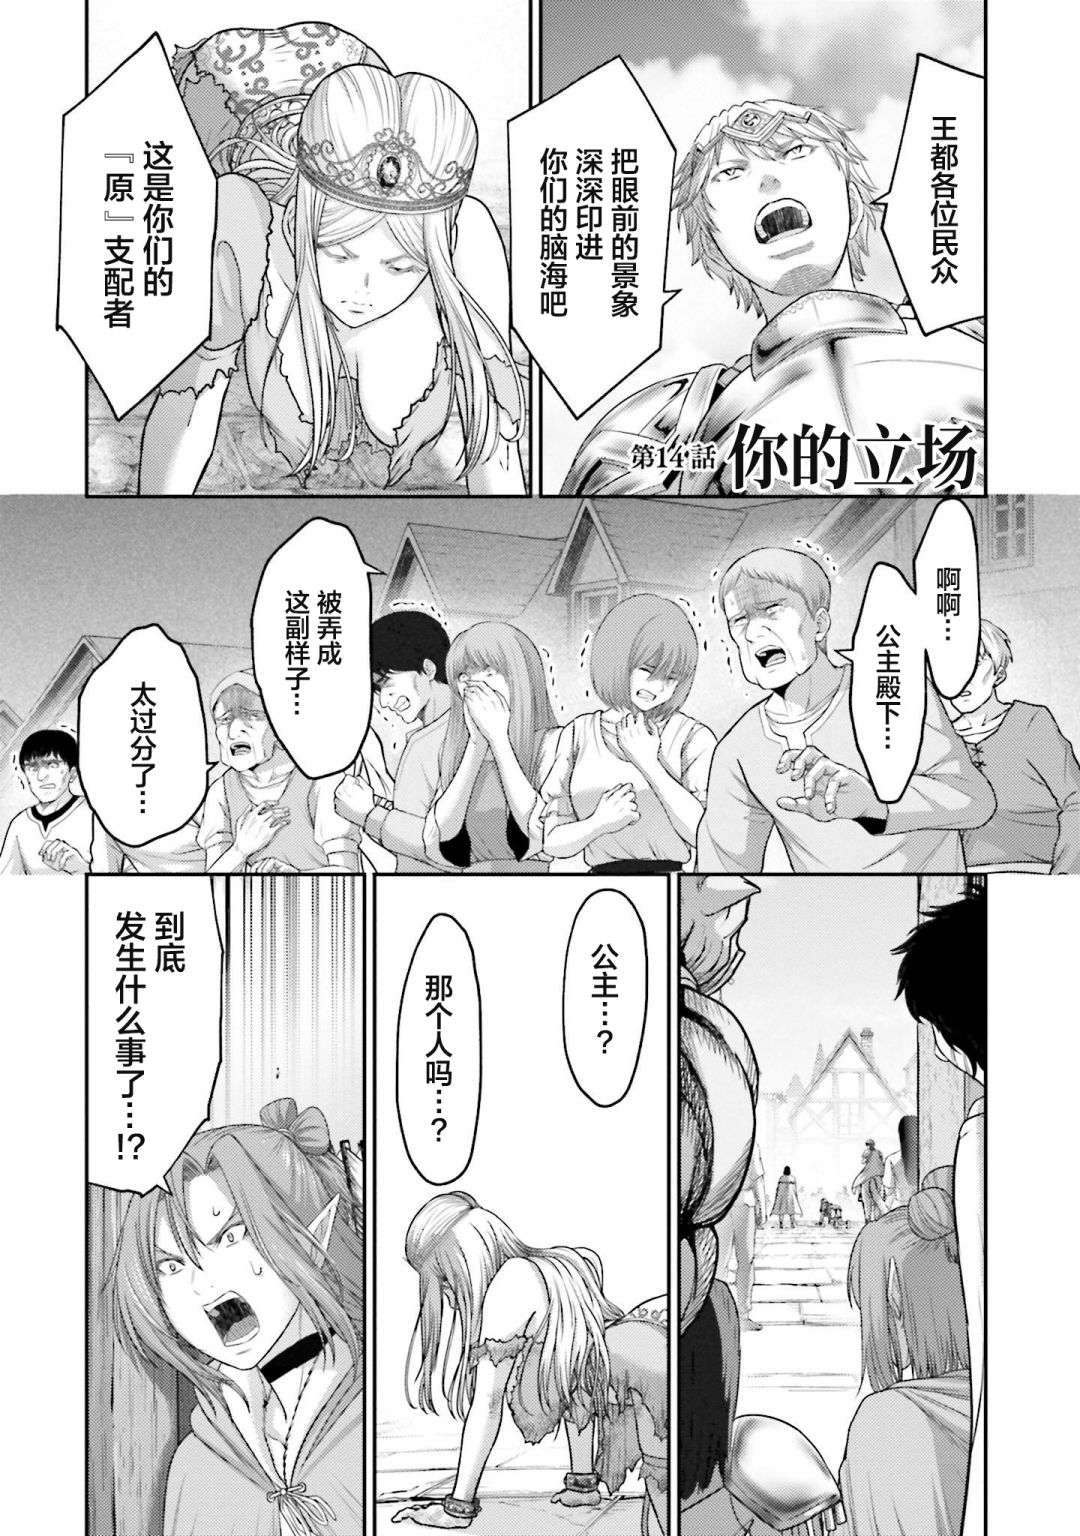 王都各位民众
把眼前的景象
深深印进
你们的脑海吧
这是你们的
『原』支配者
第14話
你的立场
啊啊…
公主殿下…
被弄成
这副样子…
太过分了…
公主…?
那个人吗…?
到底
发生什么事了…!?